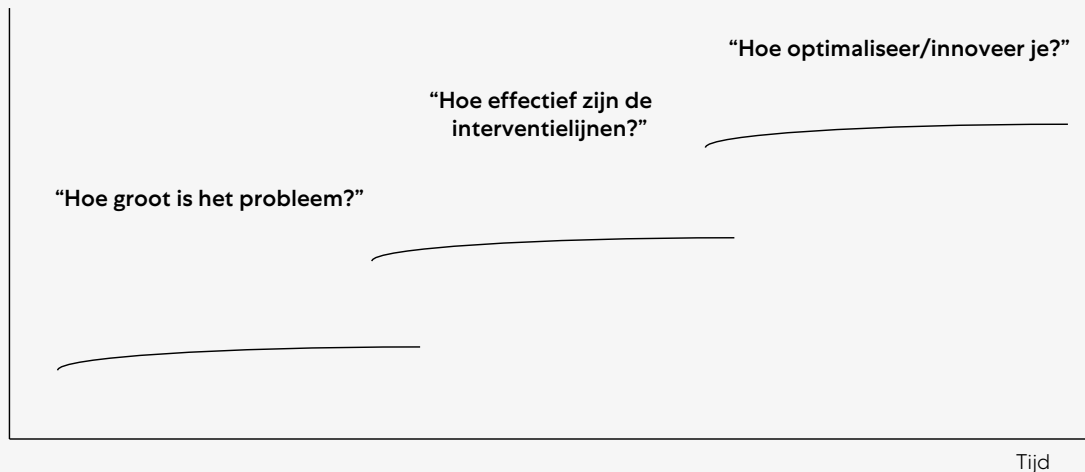 “Hoe optimaliseer/innoveer je?”
“Hoe effectief zijn de
interventielijnen?”
“Hoe groot is het probleem?”
Tijd